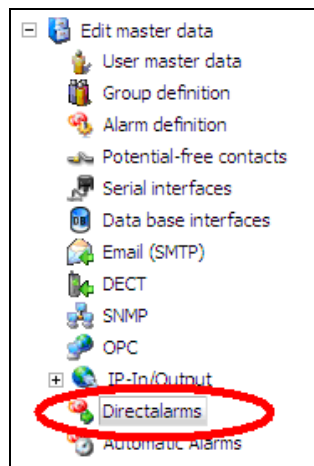 Edit master data
User master data
Group definition
Alarm definition
Potential-free contacts
Serial interfaces
Data base interfaces
Email (SMTP)
DECT
SNMP
OPC
IP-In/Output
Directalarms
Automatic Alarms